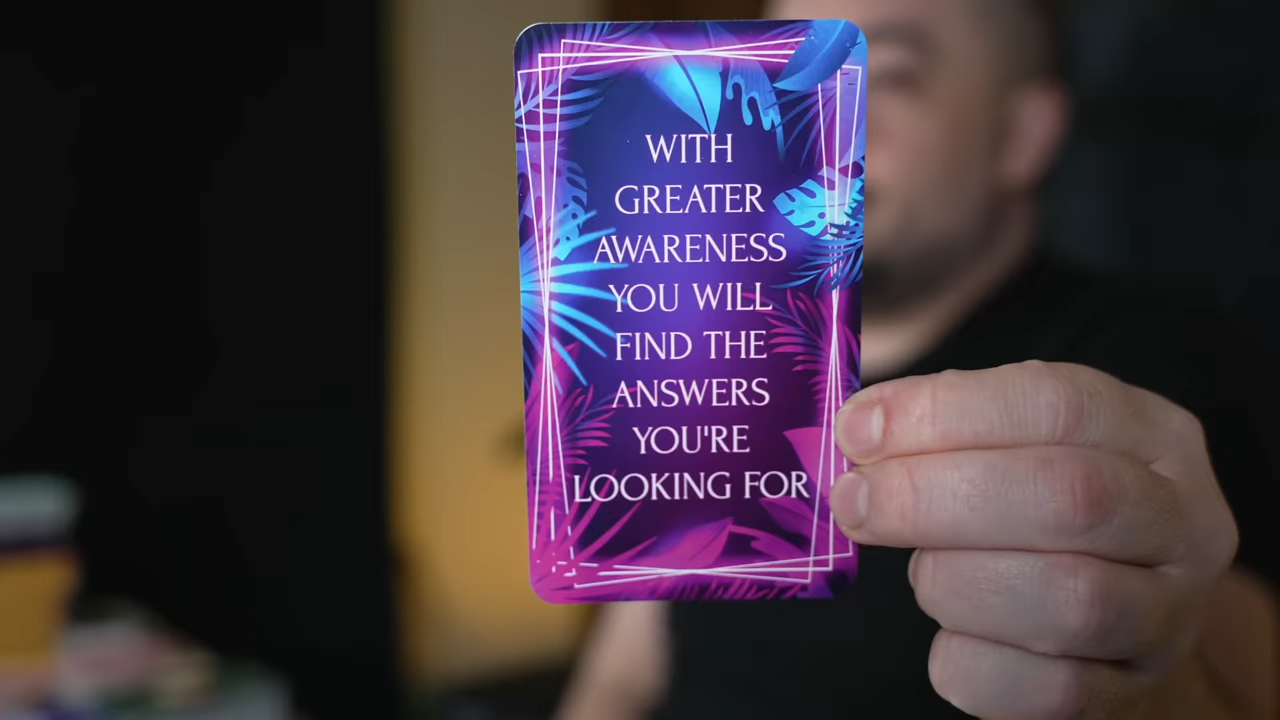 WITH
GREATER
AWARENESS
YOU WILL
FIND THE
ANSWERS
YOU'RE
LOOKING FOR